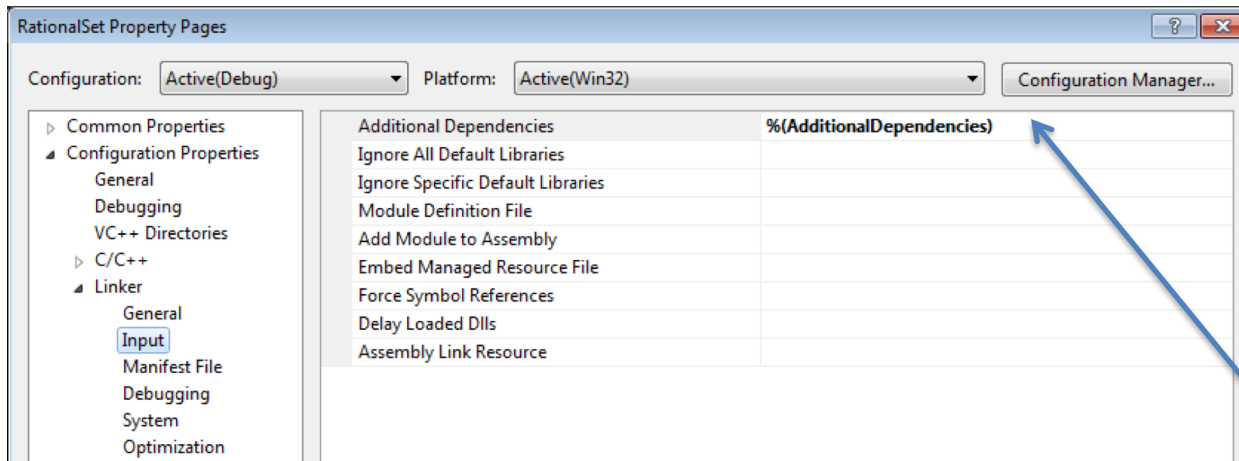 RationalSet Property Pages
Configuration: Active(Debug) Platform: Active(Win32) Configuration Manager...
Common Properties
Configuration Properties
General
Debugging
VC++ Directories
C/C++
Linker
General
Input
Manifest File
Debugging
System
Optimization
Additional Dependencies %(AdditionalDependencies)
Ignore All Default Libraries
Ignore Specific Default Libraries
Module Definition File
Add Module to Assembly
Embed Managed Resource File
Force Symbol References
Delay Loaded Dlls
Assembly Link Resource